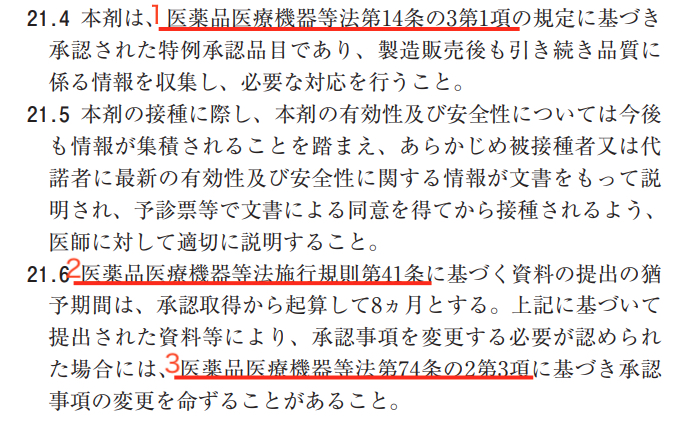 21.4 本剤は、1医薬品医療機器等法第14条の3第1項の規定に基づき
承認された特例承認品目であり、製造販売後も引き続き品質に
係る情報を収集し、必要な対応を行うこと。
21.5 本剤の接種に際し、本剤の有効性及び安全性については今後
も情報が集積されることを踏まえ、あらかじめ被接種者又は代
諾者に最新の有効性及び安全性に関する情報が文書をもって説
明され、予診票等で文書による同意を得てから接種されるよう、
医師に対して適切に説明すること。
21.6 2医薬品医療機器等法施行規則第41条に基づく資料の提出の猶
予期間は、承認取得から起算して8ヵ月とする。上記に基づいて
提出された資料等により、承認事項を変更する必要が認められ
た場合には、3医薬品医療機器等法第74条の2第3項に基づき承認
事項の変更を命ずることがあること。